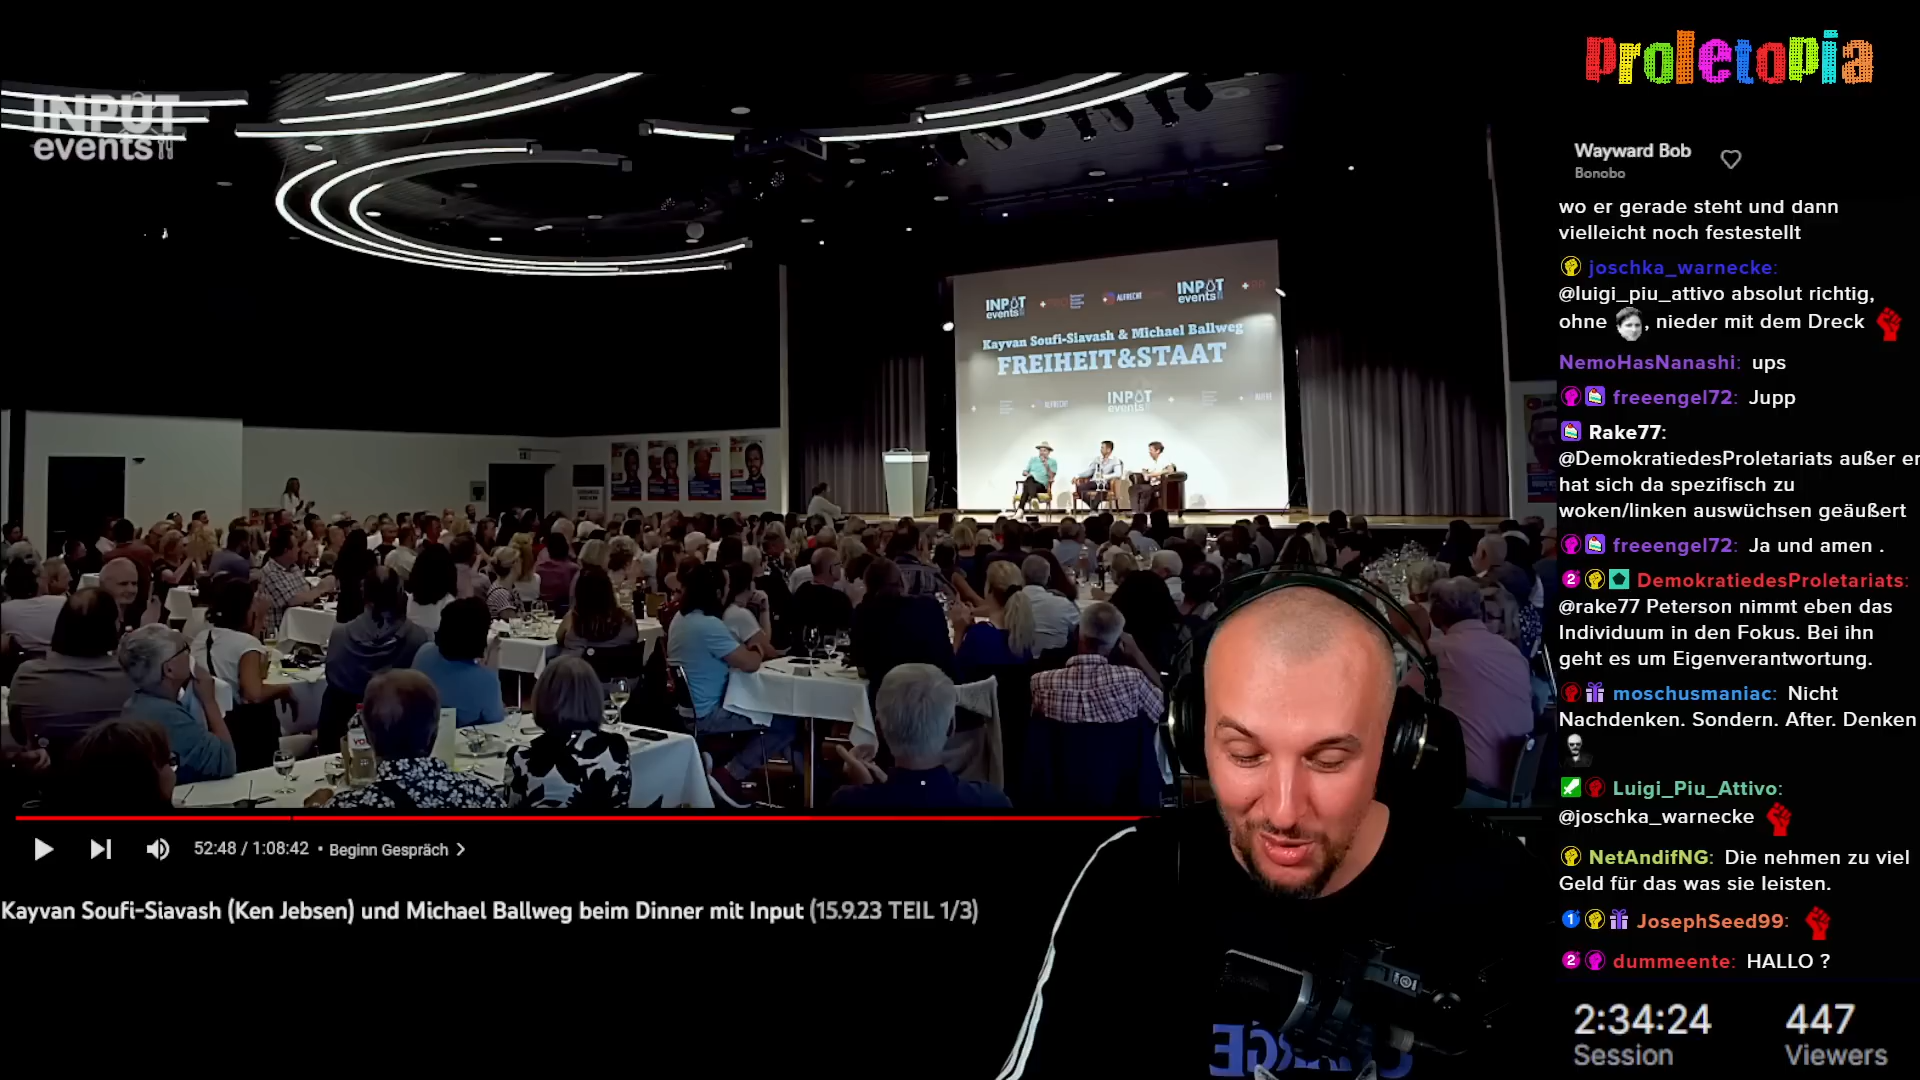 INPUT
events
INPUT
events
ALFRECHT
INPUT
events
Kayvan Soufi-Siavash & Michael Ballweg
FREIHEIT&STAAT
INPUT
events
52:48 / 1:08:42 • Beginn Gespräch
Kayvan Soufi-Siavash (Ken Jebsen) und Michael Ballweg beim Dinner mit Input (15.9.23 TEIL 1/3)
Proletopia
Wayward Bob
Bonobo
wo er gerade steht und dann
vielleicht noch festestellt
joschka_warnecke:
@luigi_piu_attivo absolut richtig,
ohne , nieder mit dem Dreck
NemoHasNanashi: ups
freeengel72: Jupp
Rake77:
@DemokratiedesProletariats außer er
hat sich da spezifisch zu
woken/linken auswüchsen geäußert
freeengel72: Ja und amen .
2 DemokratiedesProletariats:
@rake77 Peterson nimmt eben das
Individuum in den Fokus. Bei ihn
geht es um Eigenverantwortung.
moschusmaniac: Nicht
Nachdenken. Sondern. After. Denken
Luigi_Piu_Attivo:
@joschka_warnecke
NetAndifNG: Die nehmen zu viel
Geld für das was sie leisten.
1 JosephSeed99:
2 dummeente: HALLO ?
2:34:24
Session
447
Viewers